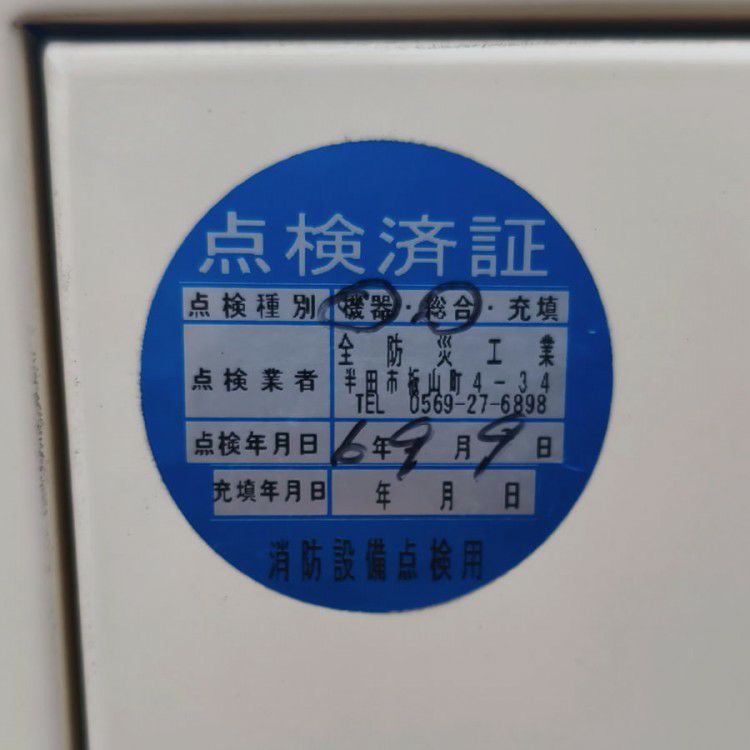 点検済証
点検種別 機器・総合・充填
点検業者 全防災工業
半田市板山町4-34
TEL 0569-27-6898
点検年月日 6年9月9日
充填年月日 年月日
消防設備点検用